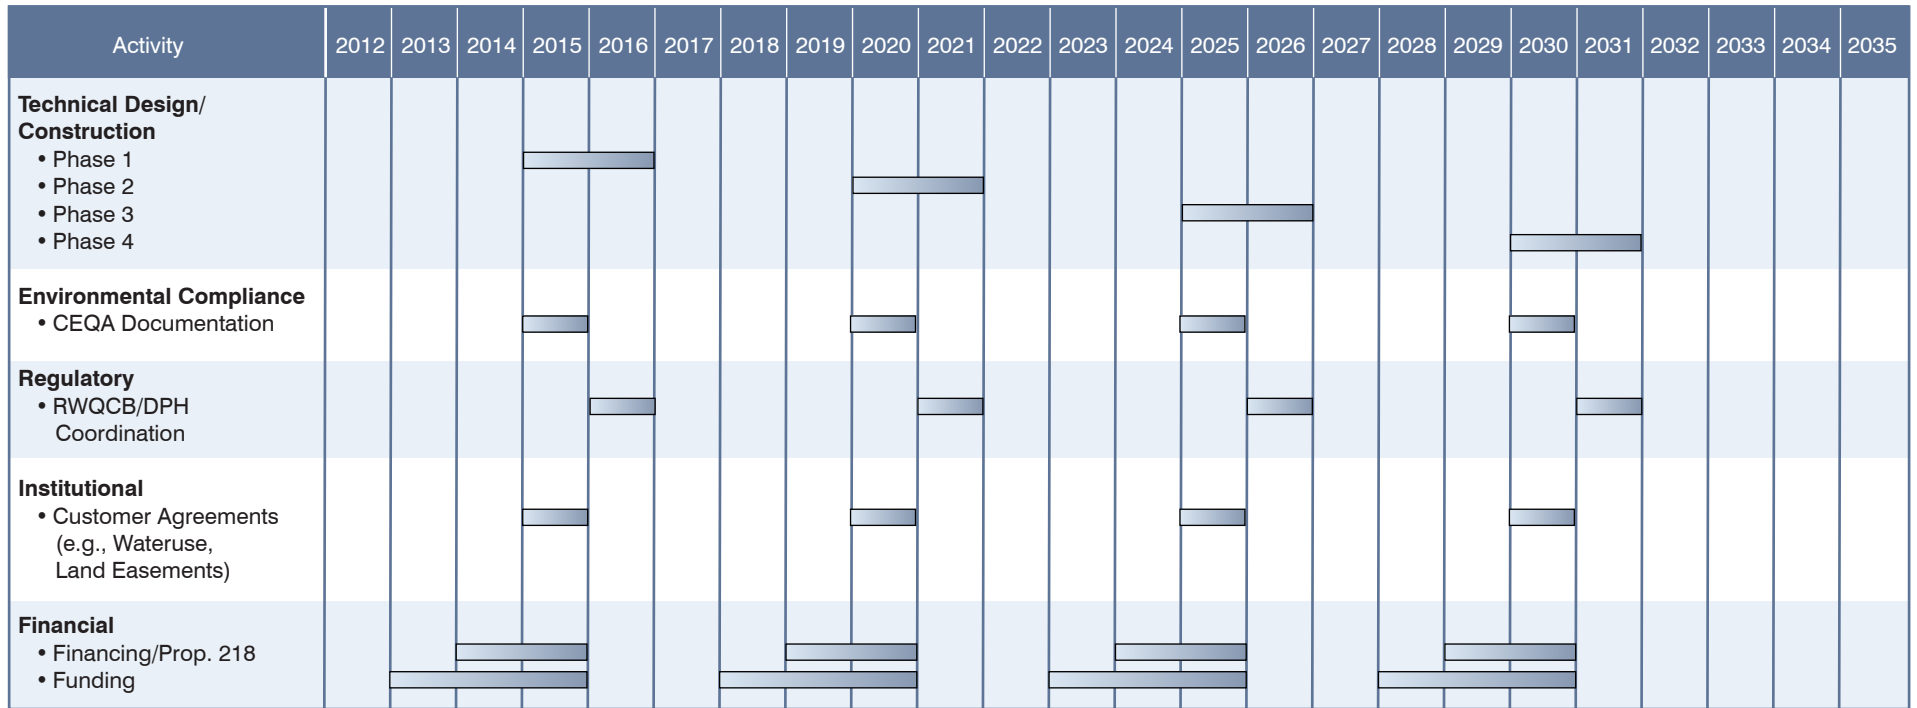 Activity 2012 2013 2014 2015 2016 2017 2018 2019 2020 2021 2022 2023 2024 2025 2026 2027 2028 2029 2030 2031 2032 2033 2034 2035
Technical Design/
Construction
• Phase 1
• Phase 2
• Phase 3
• Phase 4
Environmental Compliance
• CEQA Documentation
Regulatory
• RWQCB/DPH
Coordination
Institutional
• Customer Agreements
(e.g., Wateruse,
Land Easements)
Financial
• Financing/Prop. 218
• Funding